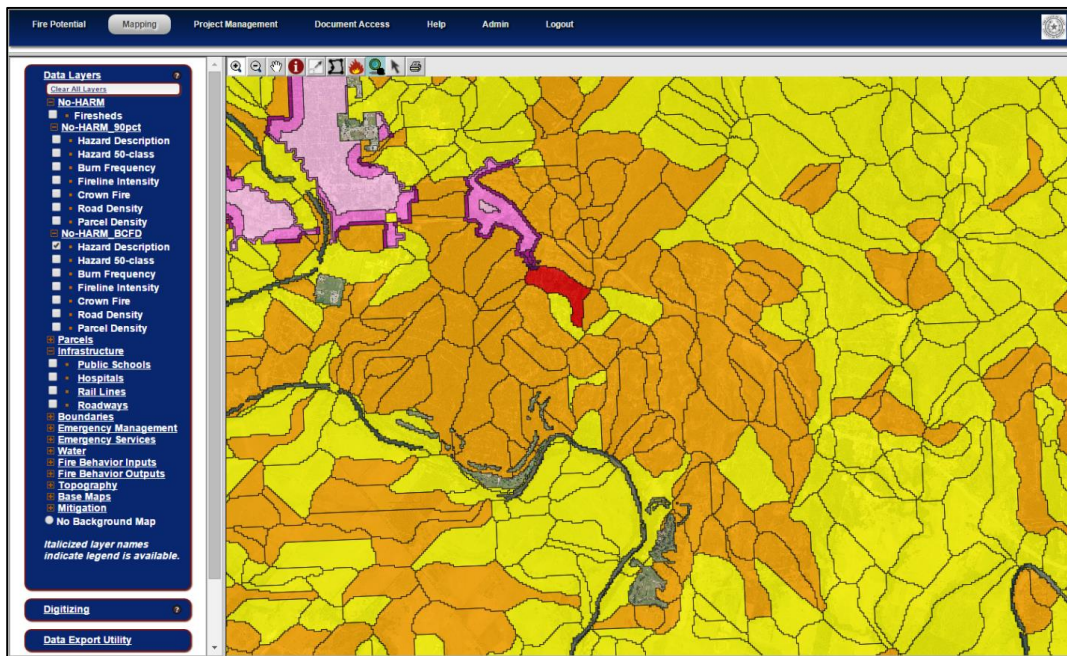 Fire Potential Mapping Project Management Document Access Help Admin Logout
Data Layers ?
Clear All Layers
No-HARM
Firesheds
No-HARM_90pct
Hazard Description
Hazard 50-class
Burn Frequency
Fireline Intensity
Crown Fire
Road Density
Parcel Density
No-HARM_BCFD
Hazard Description
Hazard 50-class
Burn Frequency
Fireline Intensity
Crown Fire
Road Density
Parcel Density
Parcels
Infrastructure
Public Schools
Hospitals
Rail Lines
Roadways
Boundaries
Emergency Management
Emergency Services
Water
Fire Behavior Inputs
Fire Behavior Outputs
Topography
Base Maps
Mitigation
No Background Map
Italicized layer names
indicate legend is available.
Digitizing ?
Data Export Utility